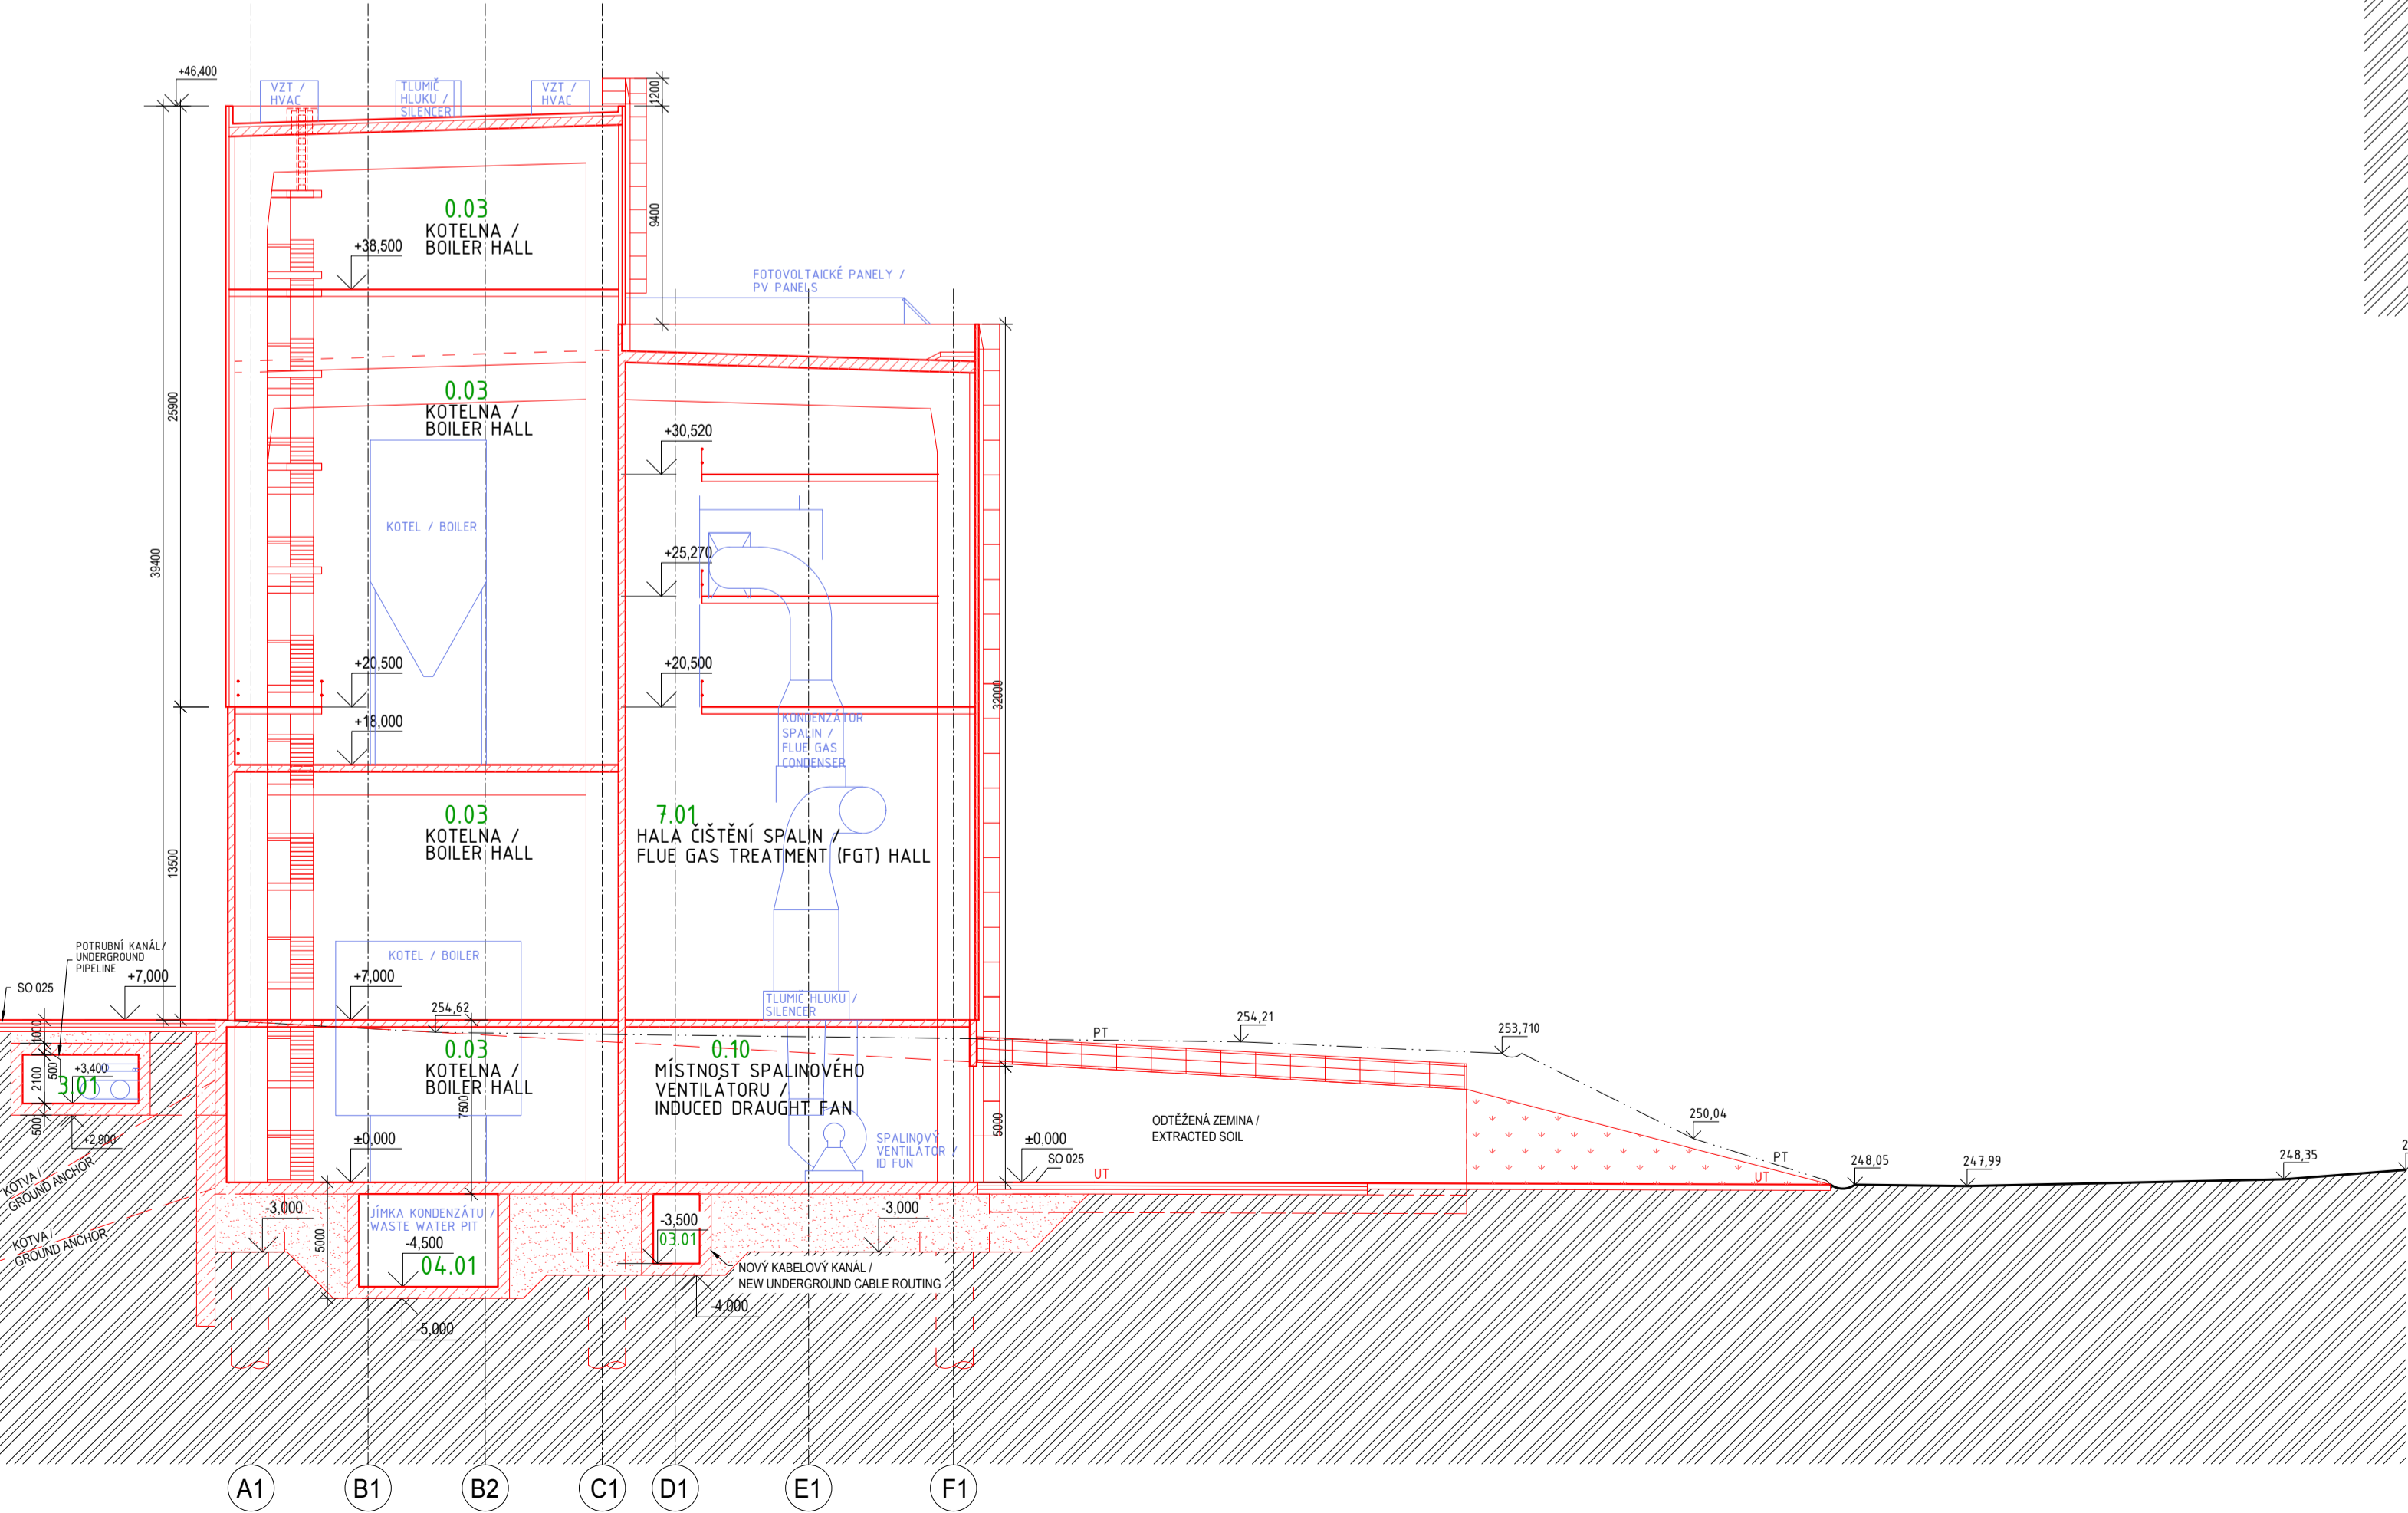 +46,400
VZT /
HVAC
TLUMIČ
HLUKU /
SILENCER
VZT /
HVAC
1200
9400
0.03
KOTELNA /
BOILER HALL
+38,500
FOTOVOLTAICKÉ PANELY /
PV PANELS
25900
39400
0.03
KOTELNA /
BOILER HALL
+30,520
KOTEL / BOILER
+25,270
+20,500
+20,500
+18,000
32000
KONDENZÁTOR
SPALIN /
FLUE GAS
CONDENSER
13500
0.03
KOTELNA /
BOILER HALL
7.01
HALA ČIŠTĚNÍ SPALIN /
FLUE GAS TREATMENT (FGT) HALL
POTRUBNÍ KANÁL/
UNDERGROUND
PIPELINE
+7,000
SO 025
KOTEL / BOILER
+7,000
TLUMIČ HLUKU /
SILENCER
254,62
PT
254,21
253,710
1000
500
2100
500
+3,400
3.01
+2,900
0.03
KOTELNA /
BOILER HALL
7500
0.10
MÍSTNOST SPALINOVÉHO
VENTILÁTORU /
INDUCED DRAUGHT FAN
SPALINOVÝ
VENTILÁTOR /
ID FUN
5000
±0,000
±0,000
SO 025
ODTĚŽENÁ ZEMINA /
EXTRACTED SOIL
250,04
PT
UT
UT
248,05
247,99
248,35
2
KOTVA /
GROUND ANCHOR
KOTVA /
GROUND ANCHOR
-3,000
5000
JÍMKA KONDENZÁTU /
WASTE WATER PIT
-4,500
04.01
-3,500
03.01
-3,000
NOVÝ KABELOVÝ KANÁL /
NEW UNDERGROUND CABLE ROUTING
-4,000
-5,000
A1
B1
B2
C1
D1
E1
F1